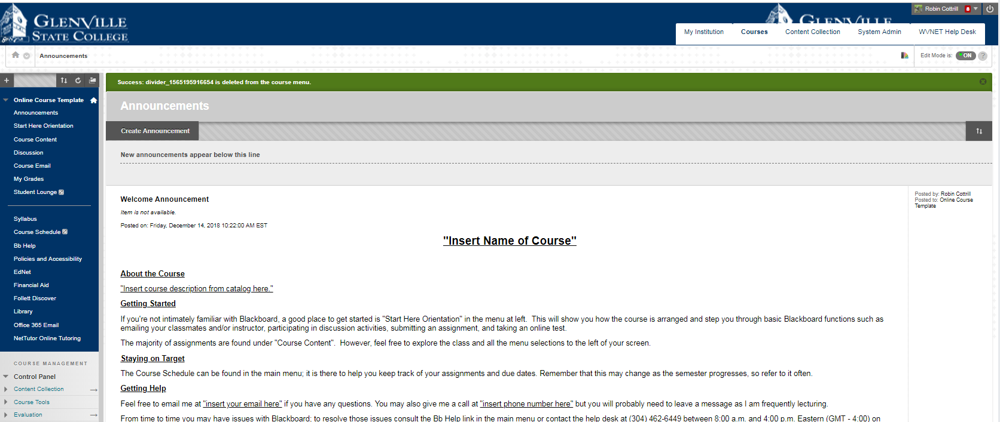 GLENVILLE
STATE COLLEGE
GLENVILLE
Robin Cottrill 8
My Institution Courses Content Collection System Admin WVNET Help Desk
Announcements
Edit Mode is: ON ?
Success: divider_1565195916654 is deleted from the course menu.
Online Course Template
Announcements
Start Here Orientation
Course Content
Discussion
Course Email
My Grades
Student Lounge
Syllabus
Course Schedule
Bb Help
Policies and Accessibility
EdNet
Financial Aid
Follett Discover
Library
Office 365 Email
NetTutor Online Tutoring
COURSE MANAGEMENT
Control Panel
Content Collection
Course Tools
Evaluation
Announcements
Create Announcement
New announcements appear below this line
Welcome Announcement
Item is not available.
Posted on: Friday, December 14, 2018 10:22:00 AM EST
Posted by: Robin Cottrill
Posted to: Online Course
Template
"Insert Name of Course"
About the Course
"Insert course description from catalog here."
Getting Started
If you're not intimately familiar with Blackboard, a good place to get started is "Start Here Orientation" in the menu at left. This will show you how the course is arranged and step you through basic Blackboard functions such as
emailing your classmates and/or instructor, participating in discussion activities, submitting an assignment, and taking an online test.
The majority of assignments are found under "Course Content". However, feel free to explore the class and all the menu selections to the left of your screen.
Staying on Target
The Course Schedule can be found in the main menu; it is there to help you keep track of your assignments and due dates. Remember that this may change as the semester progresses, so refer to it often.
Getting Help
Feel free to email me at "insert your email here" if you have any questions. You may also give me a call at "insert phone number here" but you will probably need to leave a message as I am frequently lecturing.
From time to time you may have issues with Blackboard; to resolve those issues consult the Bb Help link in the main menu or contact the help desk at (304) 462-6449 between 8:00 a.m. and 4:00 p.m. Eastern (GMT - 4:00) on